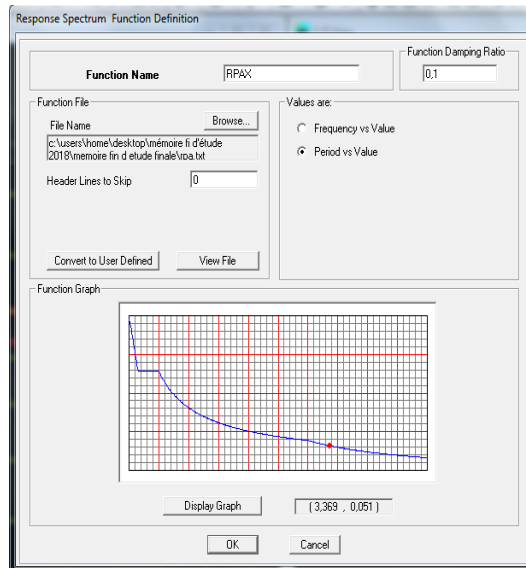 Response Spectrum Function Definition
Function Name
RPAX
Function Damping Ratio
0,1
Function File
File Name
Browse...
c:\users\home\desktop\mémoire fi d'étude
2018\memoire fin d etude finale\rpa.txt
Header Lines to Skip
0
Convert to User Defined
View File
Values are:
Frequency vs Value
Period vs Value
Function Graph
Display Graph
(3,369 , 0,051)
OK
Cancel